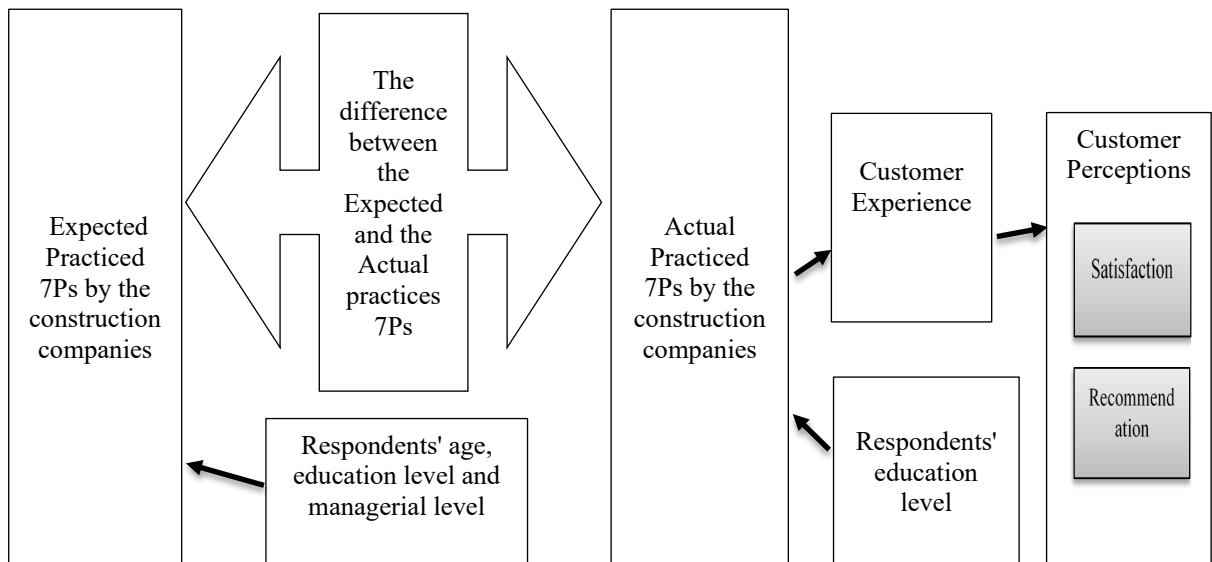 Expected
Practiced
7Ps by the
construction
companies
The
difference
between
the
Expected
and the
Actual
practices
7Ps
Respondents' age,
education level and
managerial level
Actual
Practiced
7Ps by the
construction
companies
Customer
Experience
Respondents'
education
level
Customer
Perceptions
Satisfaction
Recommend
ation